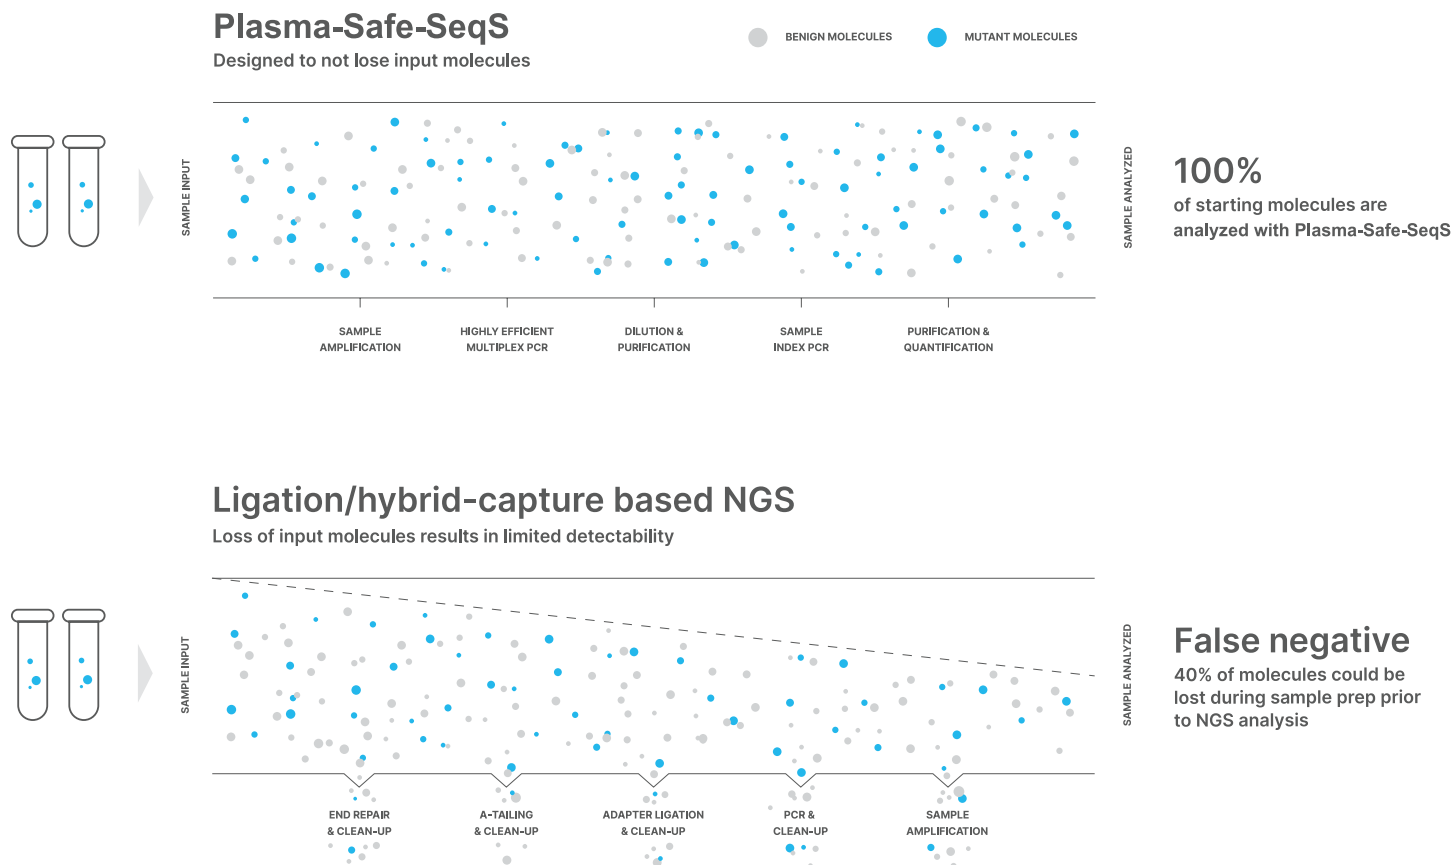 Plasma-Safe-SeqS
Designed to not lose input molecules
BENIGN MOLECULES
MUTANT MOLECULES
SAMPLE INPUT
SAMPLE ANALYZED
100%
of starting molecules are
analyzed with Plasma-Safe-SeqS
SAMPLE
AMPLIFICATION
HIGHLY EFFICIENT
MULTIPLEX PCR
DILUTION &
PURIFICATION
SAMPLE
INDEX PCR
PURIFICATION &
QUANTIFICATION
Ligation/hybrid-capture based NGS
Loss of input molecules results in limited detectability
SAMPLE INPUT
SAMPLE ANALYZED
False negative
40% of molecules could be
lost during sample prep prior
to NGS analysis
END REPAIR
& CLEAN-UP
A-TAILING
& CLEAN-UP
ADAPTER LIGATION
& CLEAN-UP
PCR &
CLEAN-UP
SAMPLE
AMPLIFICATION